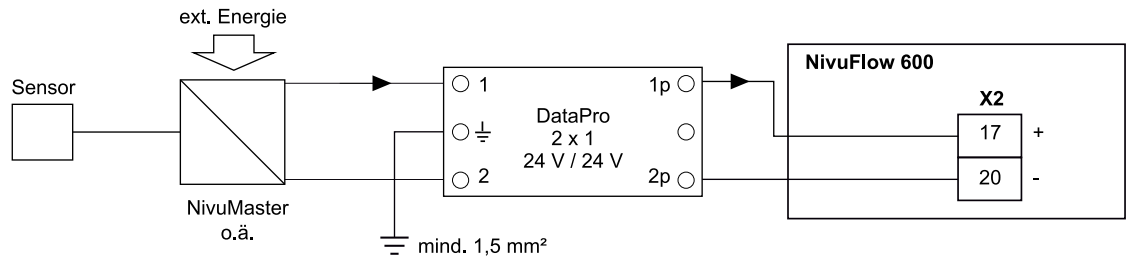 ext. Energie
Sensor
NivuMaster
o.ä.
1
2
DataPro
2 x 1
24 V / 24 V
1p
2p
mind. 1,5 mm²
NivuFlow 600
X2
17 +
20 -